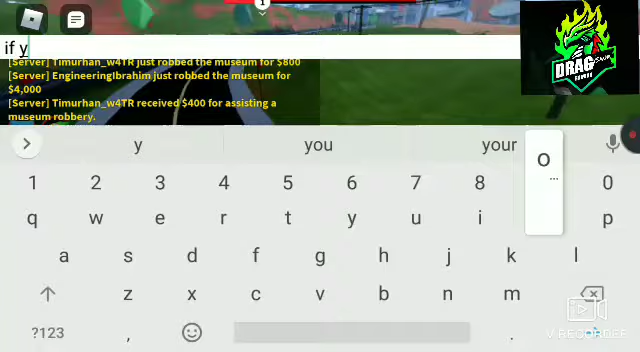 1
if y
[Server] Timurhan_w4TR just robbed the museum for $800
[Server] EngineeringIbrahim just robbed the museum for
$4,000
[Server] Timurhan_w4TR received $400 for assisting a
museum robbery.
DRAG
y you your
1 2 3 4 5 6 7 8 0
q w e r t y u i o p
a s d f g h j k l
z x c v b n m
?123 , .
V RECORDER